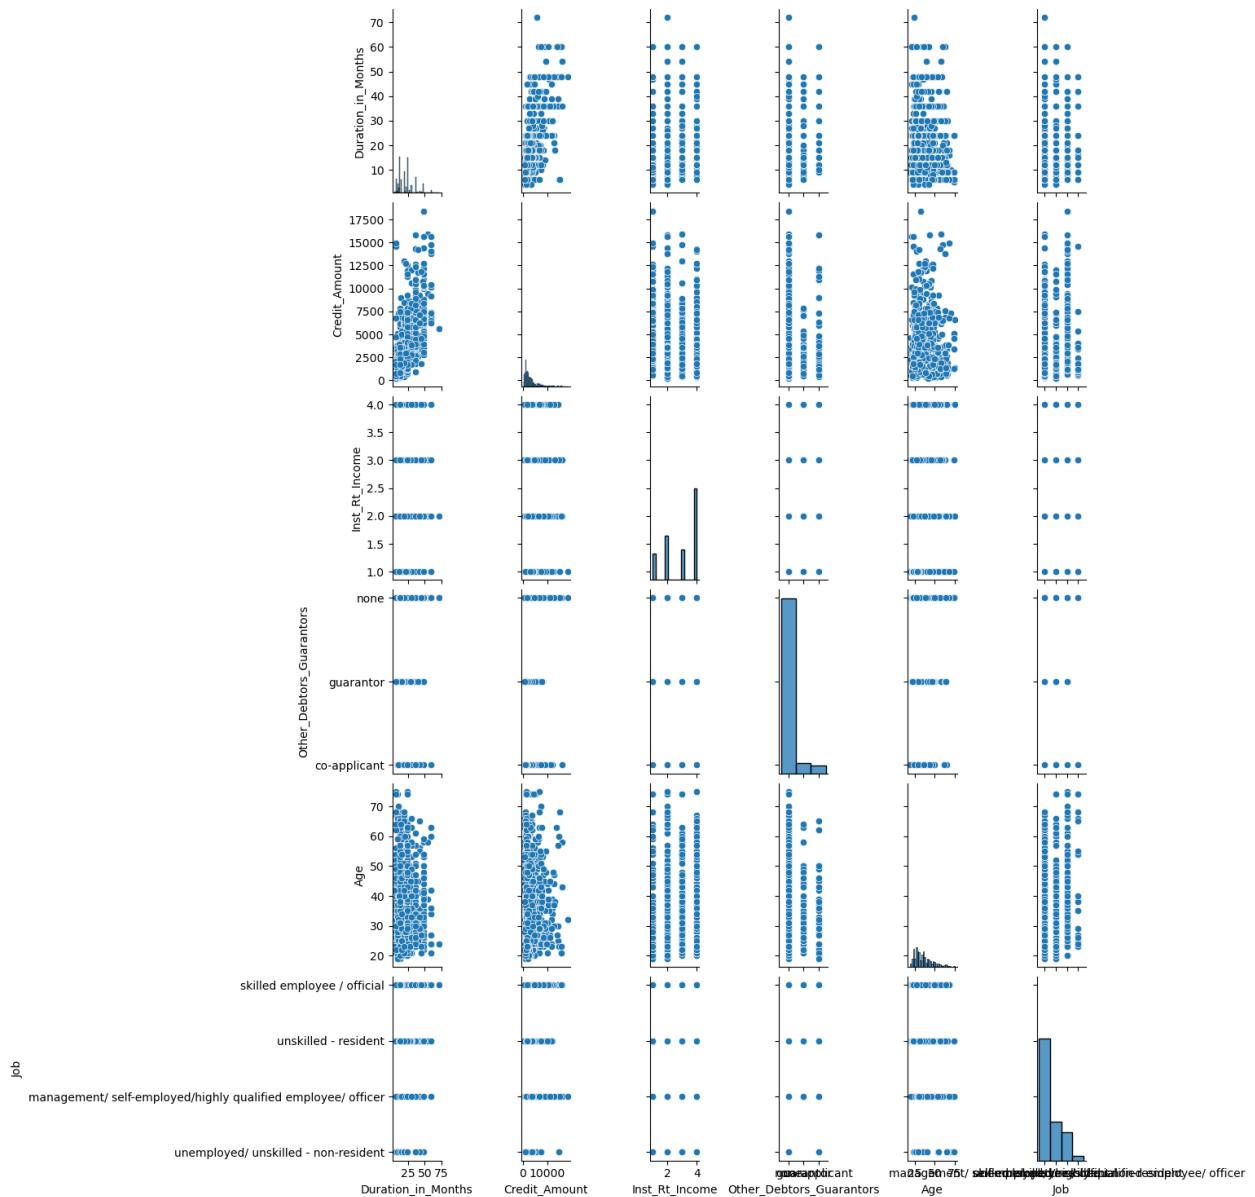 70
60
50
40
30
20
10
Duration_in_Months
17500
15000
12500
10000
7500
5000
2500
0
Credit_Amount
4.0
3.5
3.0
2.5
2.0
1.5
1.0
Inst_Rt_Income
none
guarantor
co-applicant
Other_Debtors_Guarantors
70
60
50
40
30
20
Age
skilled employee / official
unskilled - resident
management/ self-employed/highly qualified employee/ officer
unemployed/ unskilled - non-resident
Job
25 50 75
Duration_in_Months
0 10000
Credit_Amount
2 4
Inst_Rt_Income
Other_Debtors_Guarantors
25 50 75
Age
Job